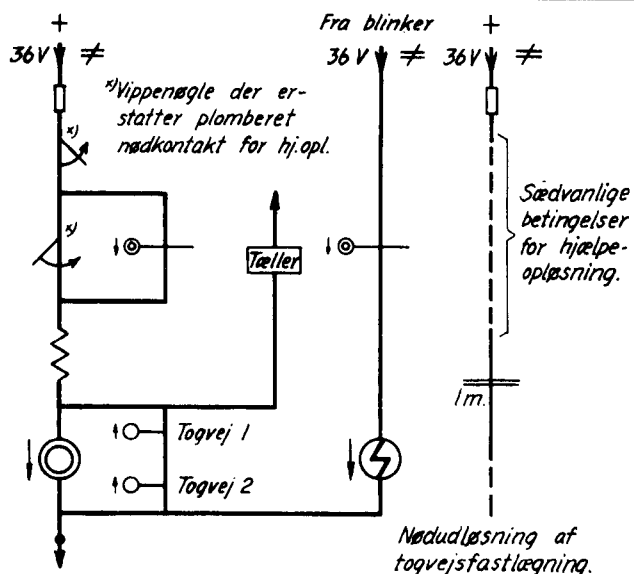 +
36V
x) Vippenøgle der er-
statter plomberet
nødkontakt for hj.opl.
x)
x)
Tæller
Togvej 1
Togvej 2
Fra blinker
36V
+
36V
Sædvanlige
betingelser
for hjælpe-
opløsning.
1m.
Nødudløsning af
togvejsfastlægning.